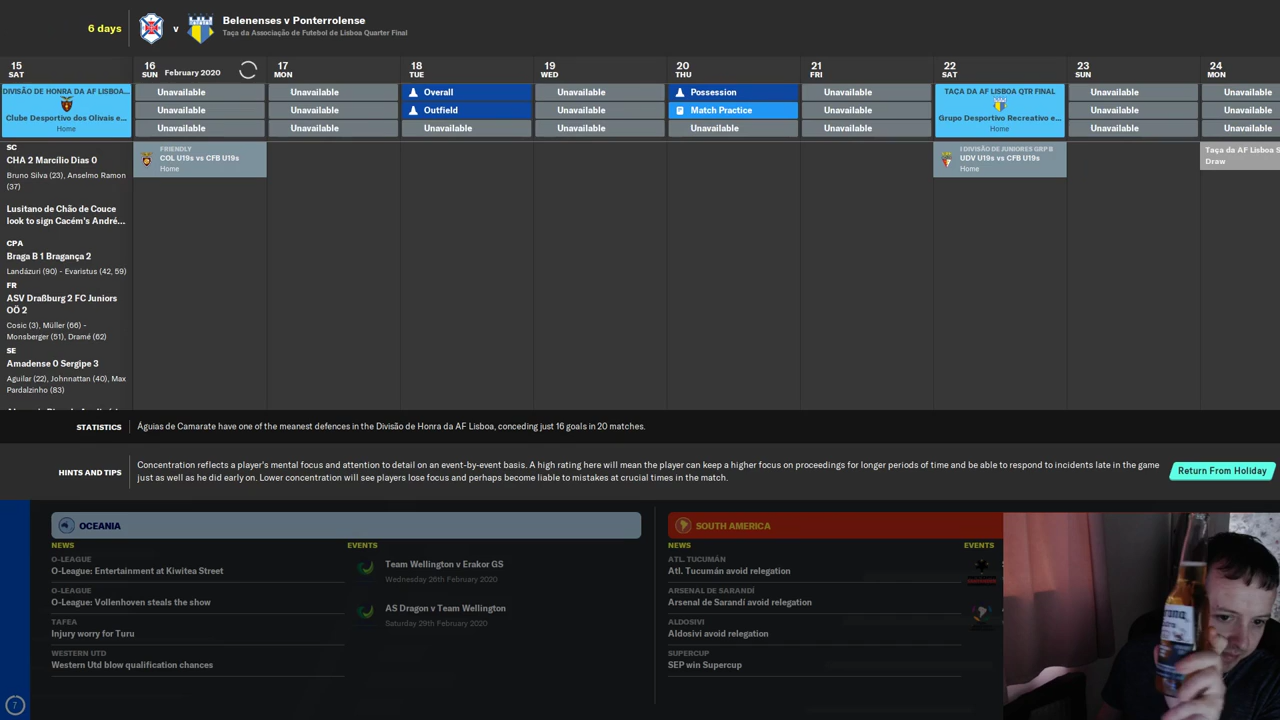 6 days
v
Belenenses v Ponterrolense
Taça da Associação de Futebol de Lisboa Quarter Final
15
SAT
16
SUN
February 2020
17
MON
18
TUE
19
WED
20
THU
21
FRI
22
SAT
23
SUN
24
MON
DIVISÃO DE HONRA DA AF LISBOA...
Clube Desportivo dos Olivais e...
Home
Unavailable
Unavailable
Unavailable
Unavailable
Unavailable
Unavailable
Overall
Outfield
Unavailable
Unavailable
Unavailable
Unavailable
Possession
Match Practice
Unavailable
Unavailable
Unavailable
Unavailable
TAÇA DA AF LISBOA QTR FINAL
Grupo Desportivo Recreativo e...
Home
Unavailable
Unavailable
Unavailable
Unavailable
Unavailable
Unavailable
FRIENDLY
COL U19s vs CFB U19s
Home
I DIVISÃO DE JUNIORES GRP B
UDV U19s vs CFB U19s
Home
Taça da AF Lisboa S
Draw
SC
CHA 2 Marcílio Dias 0
Bruno Silva (23), Anselmo Ramon
(37)
Lusitano de Chão de Couce
look to sign Cacém's André...
CPA
Braga B 1 Bragança 2
Landázuri (90) - Evaristus (42, 59)
FR
ASV Draßburg 2 FC Juniors
OÖ 2
Cosic (3), Müller (66) -
Monsberger (51), Dramé (62)
SE
Amadense 0 Sergipe 3
Aguilar (22), Johnnattan (40), Max
Pardalzinho (83)
STATISTICS
Águias de Camarate have one of the meanest defences in the Divisão de Honra da AF Lisboa, conceding just 16 goals in 20 matches.
HINTS AND TIPS
Concentration reflects a player's mental focus and attention to detail on an event-by-event basis. A high rating here will mean the player can keep a higher focus on proceedings for longer periods of time and be able to respond to incidents late in the game
just as well as he did early on. Lower concentration will see players lose focus and perhaps become liable to mistakes at crucial times in the match.
Return From Holiday
OCEANIA
NEWS
O-LEAGUE
O-League: Entertainment at Kiwitea Street
O-LEAGUE
O-League: Vollenhoven steals the show
TAFEA
Injury worry for Turu
WESTERN UTD
Western Utd blow qualification chances
EVENTS
Team Wellington v Erakor GS
Wednesday 26th February 2020
AS Dragon v Team Wellington
Saturday 29th February 2020
SOUTH AMERICA
NEWS
ATL. TUCUMÁN
Atl. Tucumán avoid relegation
ARSENAL DE SARANDÍ
Arsenal de Sarandí avoid relegation
ALDOSIVI
Aldosivi avoid relegation
SUPERCUP
SEP win Supercup
EVENTS
7